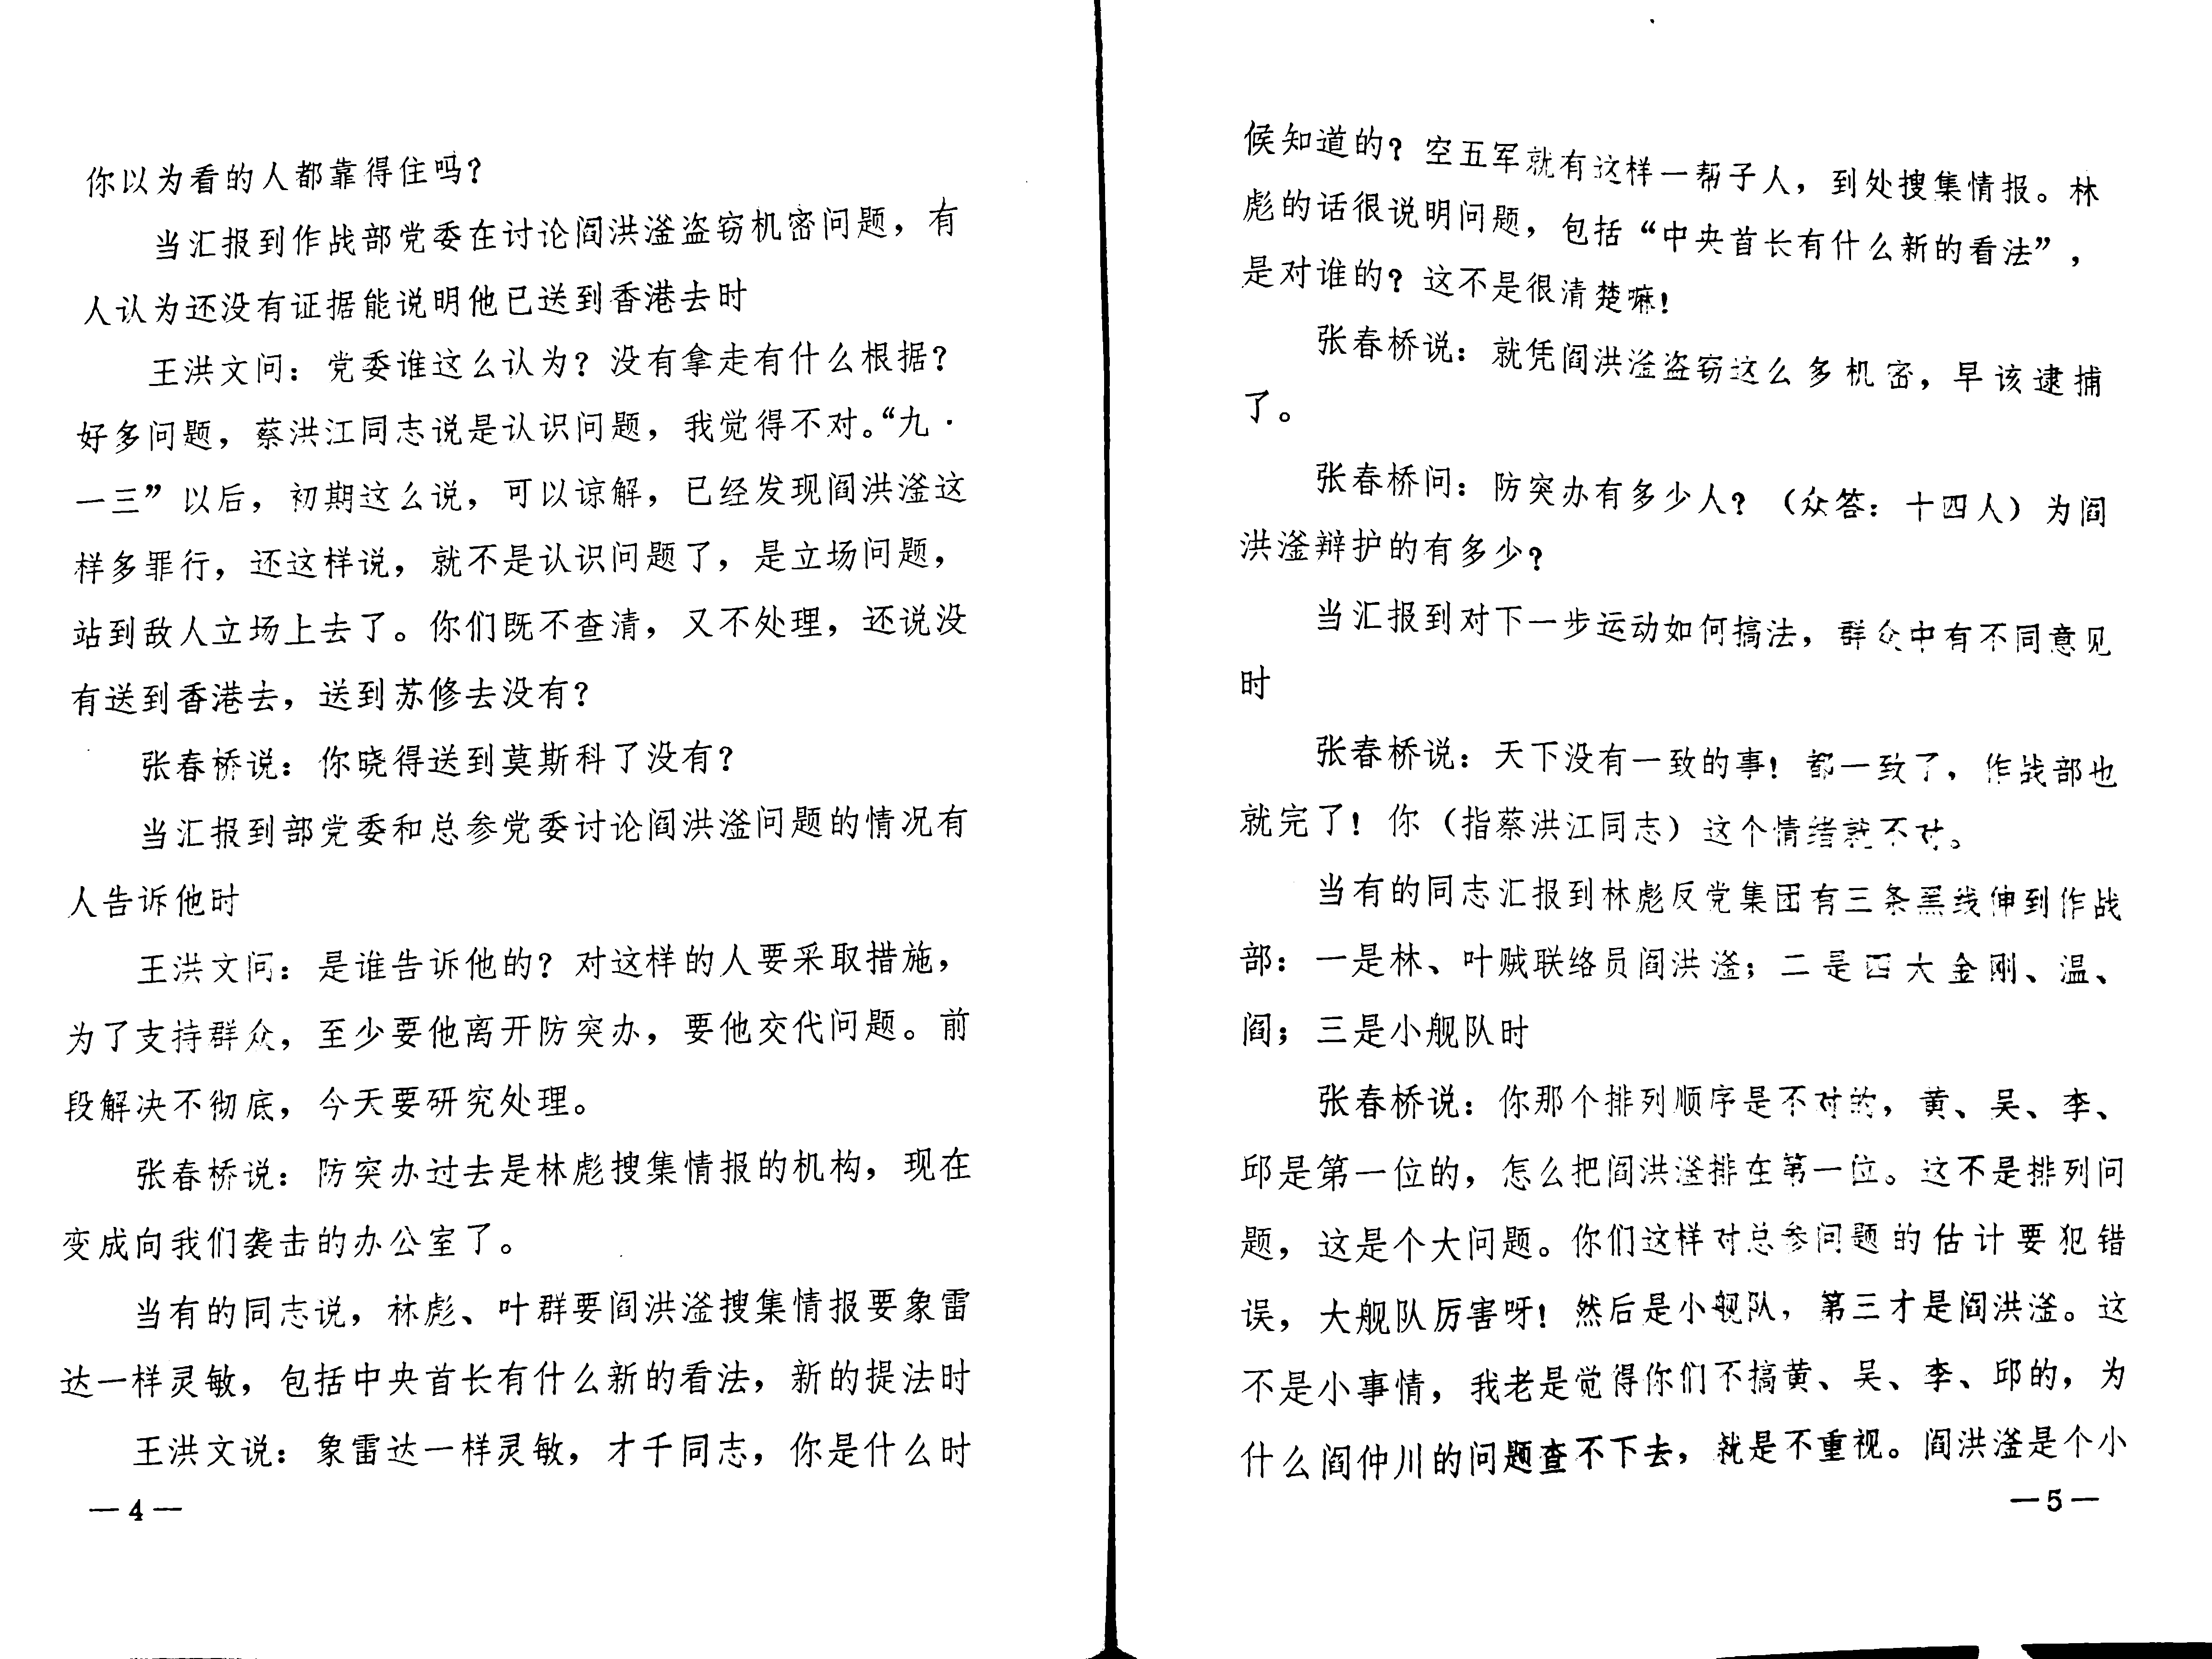 你以为看的人都靠得住吗？
当汇报到作战部党委在讨论阎洪滏盗窃机密问题，有
人认为还没有证据能说明他已送到香港去时
王洪文问：党委谁这么认为？没有拿走有什么根据？
好多问题，蔡洪江同志说是认识问题，我觉得不对。“九·
一三”以后，初期这么说，可以谅解，已经发现阎洪滏这
样多罪行，还这样说，就不是认识问题了，是立场问题，
站到敌人立场上去了。你们既不查清，又不处理，还说没
有送到香港去，送到苏修去没有？
张春桥说：你晓得送到莫斯科了没有？
当汇报到部党委和总参党委讨论阎洪滏问题的情况有
人告诉他时
王洪文问：是谁告诉他的？对这样的人要采取措施，
为了支持群众，至少要他离开防突办，要他交代问题。前
段解决不彻底，今天要研究处理。
张春桥说：防突办过去是林彪搜集情报的机构，现在
变成向我们袭击的办公室了。
当有的同志说，林彪、叶群要阎洪滏搜集情报要象雷
达一样灵敏，包括中央首长有什么新的看法，新的提法时
王洪文说：象雷达一样灵敏，才千同志，你是什么时
—4—
候知道的？空五军就有这样一帮子人，到处搜集情报。林
彪的话很说明问题，包括“中央首长有什么新的看法”，
是对谁的？这不是很清楚嘛！
张春桥说：就凭阎洪滏盗窃这么多机密，早该逮捕
了。
张春桥问：防突办有多少人？（众答：十四人）为阎
洪滏辩护的有多少？
当汇报到对下一步运动如何搞法，群众中有不同意见
时
张春桥说：天下没有一致的事！都一致了，作战部也
就完了！你（指蔡洪江同志）这个情绪就不对。
当有的同志汇报到林彪反党集团有三条黑线伸到作战
部：一是林、叶贼联络员阎洪滏；二是四大金刚、温、
阎；三是小舰队时
张春桥说：你那个排列顺序是不对的，黄、吴、李、
邱是第一位的，怎么把阎洪滏排在第一位。这不是排列问
题，这是个大问题。你们这样对总参问题的估计要犯错
误，大舰队厉害呀！然后是小舰队，第三才是阎洪滏。这
不是小事情，我老是觉得你们不搞黄、吴、李、邱的，为
什么阎仲川的问题查不下去，就是不重视。阎洪滏是个小
—5—